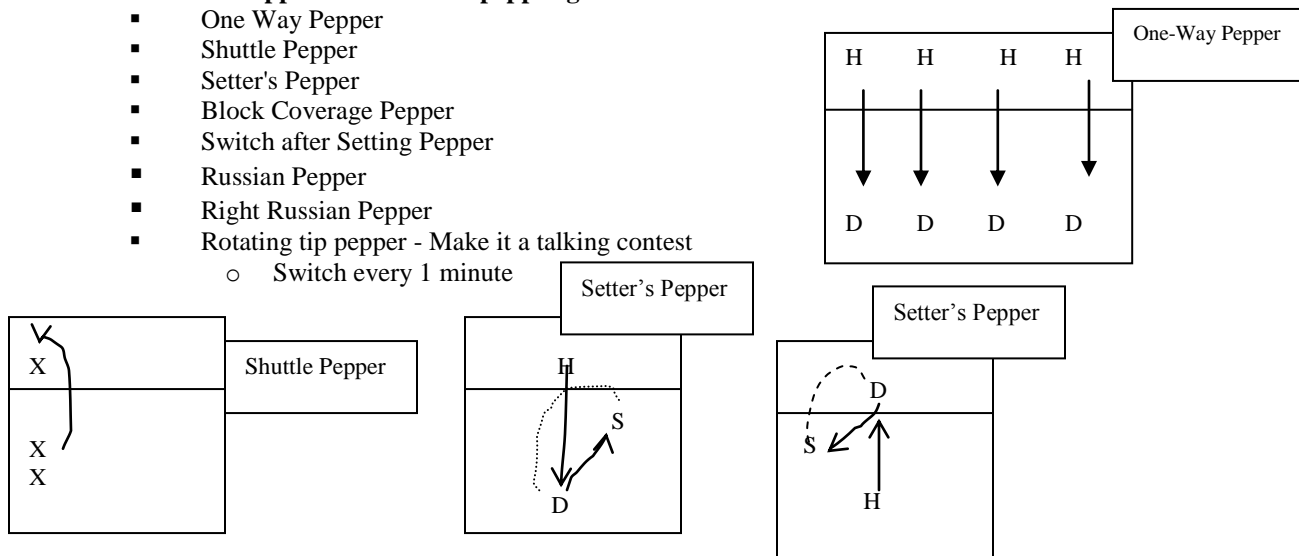 One Way Pepper
Shuttle Pepper
Setter's Pepper
Block Coverage Pepper
Switch after Setting Pepper
Russian Pepper
Right Russian Pepper
Rotating tip pepper - Make it a talking contest
Switch every 1 minute
One-Way Pepper
H H H H
D D D D
Shuttle Pepper
X
X
X
Setter’s Pepper
H
S
D
Setter’s Pepper
D
S
H